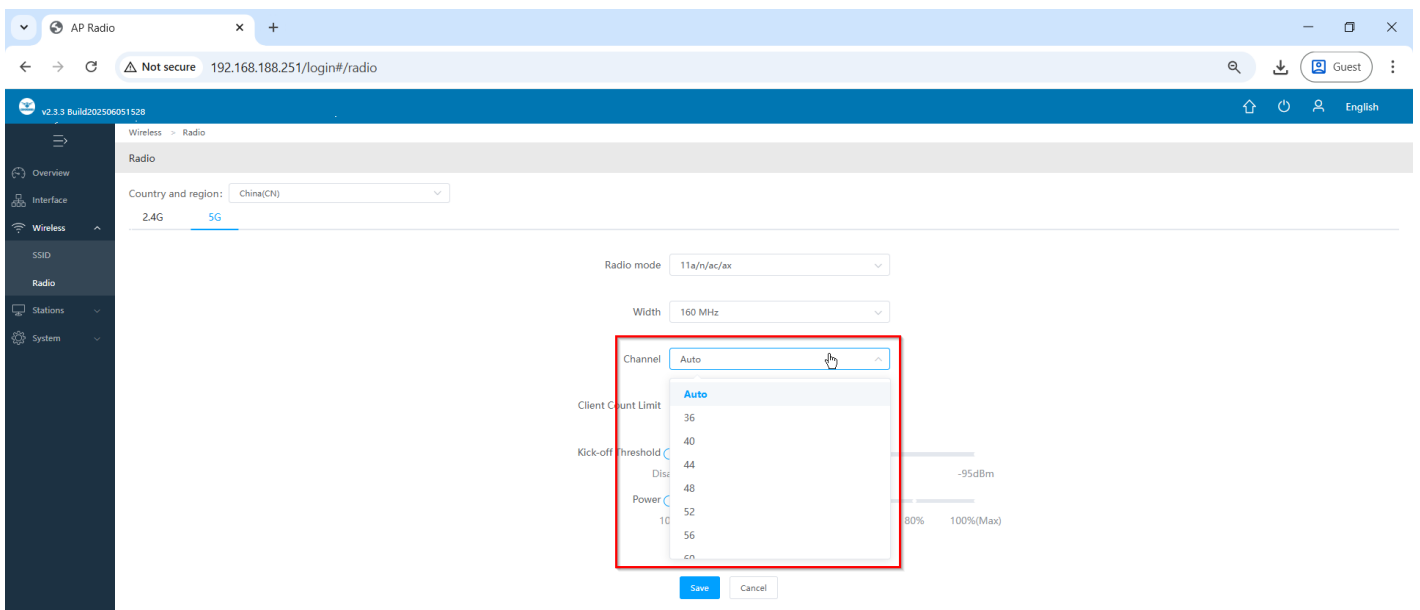 AP Radio
Not secure 192.168.188.251/login#/radio
Guest
v2.3.3 Build202506051528
English
Wireless > Radio
Radio
Overview
Interface
Wireless
SSID
Radio
Stations
System
Country and region: China(CN)
2.4G 5G
Radio mode 11a/n/ac/ax
Width 160 MHz
Channel Auto
Auto
Client Count Limit
36
40
Kick-off Threshold
44
Disa -95dBm
48
Power
52
10 80% 100%(Max)
56
60
Save Cancel